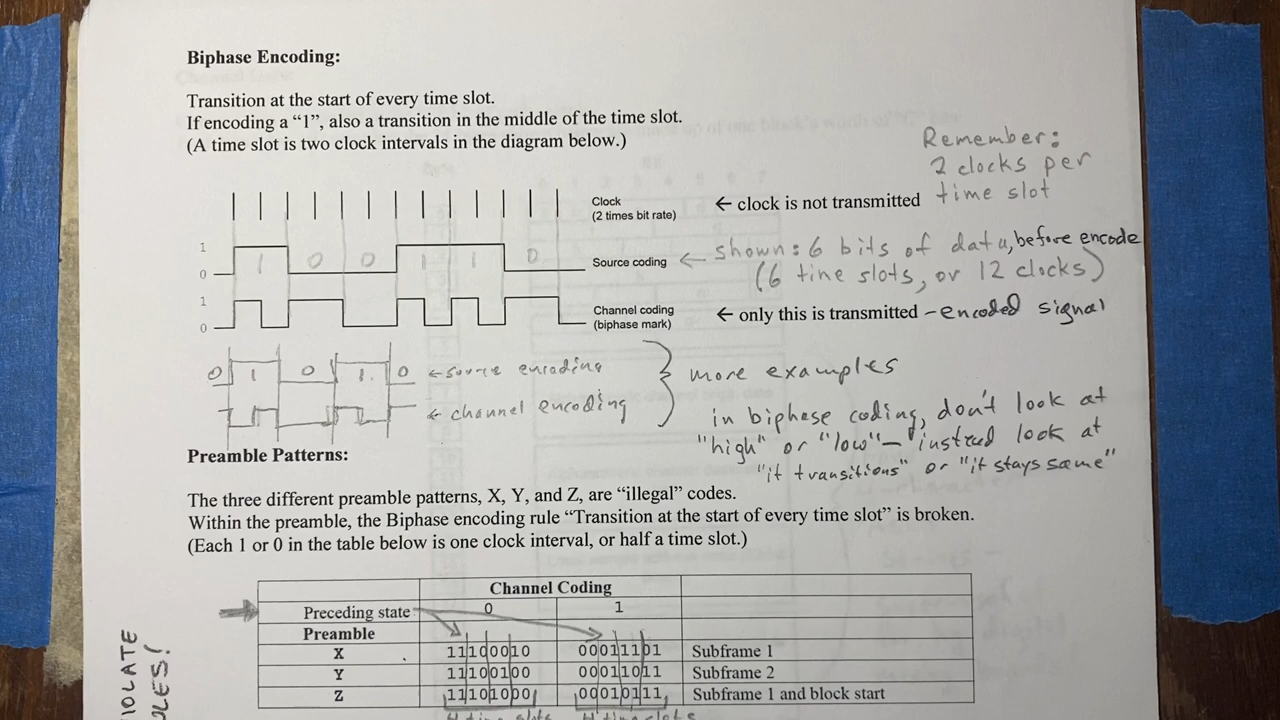 Biphase Encoding:
Transition at the start of every time slot.
If encoding a “1”, also a transition in the middle of the time slot.
(A time slot is two clock intervals in the diagram below.)
Remember:
2 clocks per
time slot
Clock
(2 times bit rate)
← clock is not transmitted
1
0
1 0 0 1 1 0
Source coding
← shown: 6 bits of data, before encode
(6 time slots, or 12 clocks)
1
0
Channel coding
(biphase mark)
← only this is transmitted – encoded signal
0 1 0 1 0 ← source encoding
← channel encoding
more examples
in biphase coding, don't look at
"high" or "low" – instead look at
"it transitions" or "it stays same"
Preamble Patterns:
The three different preamble patterns, X, Y, and Z, are “illegal” codes.
Within the preamble, the Biphase encoding rule “Transition at the start of every time slot” is broken.
(Each 1 or 0 in the table below is one clock interval, or half a time slot.)
Channel Coding
Preceding state 0 1
Preamble
X 11100010 00011101 Subframe 1
Y 11100100 00011011 Subframe 2
Z 11101000 00010111 Subframe 1 and block start
4 time slots 4 time slots